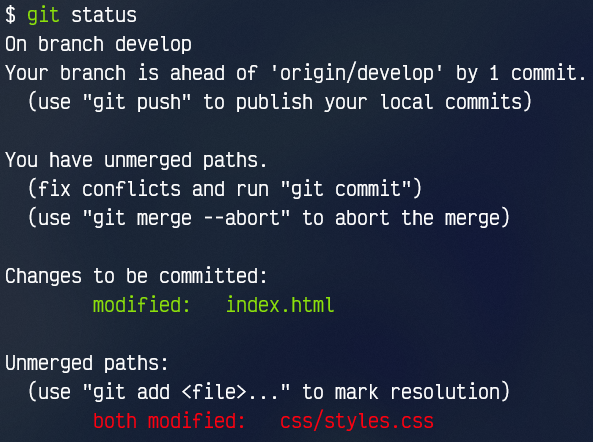 $ git status
On branch develop
Your branch is ahead of 'origin/develop' by 1 commit.
  (use "git push" to publish your local commits)

You have unmerged paths.
  (fix conflicts and run "git commit")
  (use "git merge --abort" to abort the merge)

Changes to be committed:
        modified:   index.html

Unmerged paths:
  (use "git add <file>..." to mark resolution)
        both modified:   css/styles.css